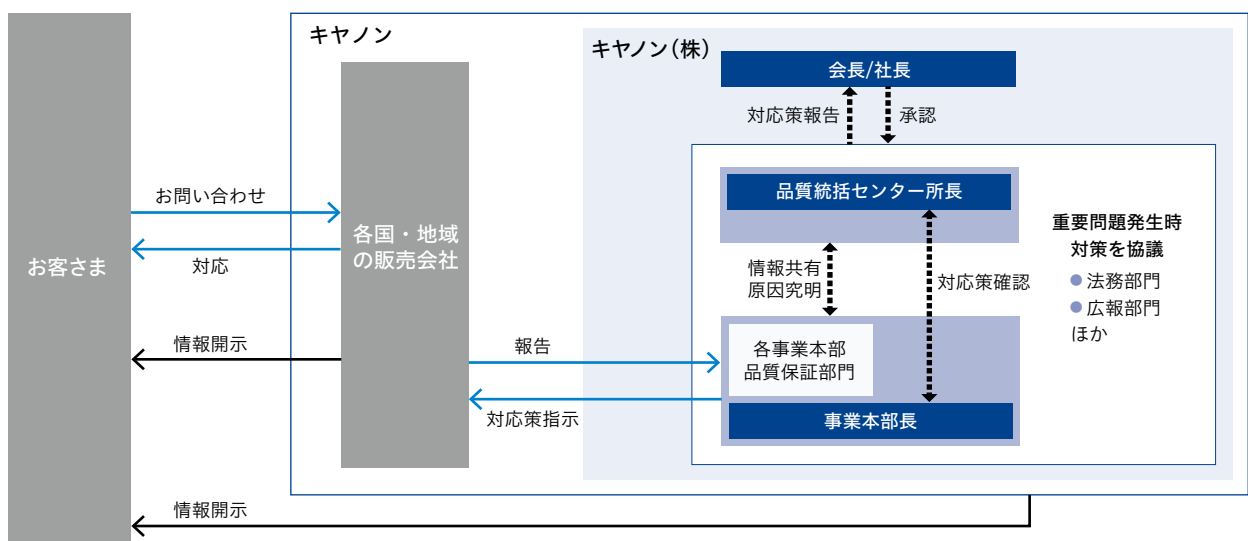 キヤノン
キヤノン（株）
会長/社長
対応策報告
承認
品質統括センター所長
お問い合わせ
各国・地域
の販売会社
お客さま
対応
情報共有
原因究明
対応策確認
重要問題発生時
対策を協議
● 法務部門
● 広報部門
ほか
情報開示
報告
各事業本部
品質保証部門
対応策指示
事業本部長
情報開示